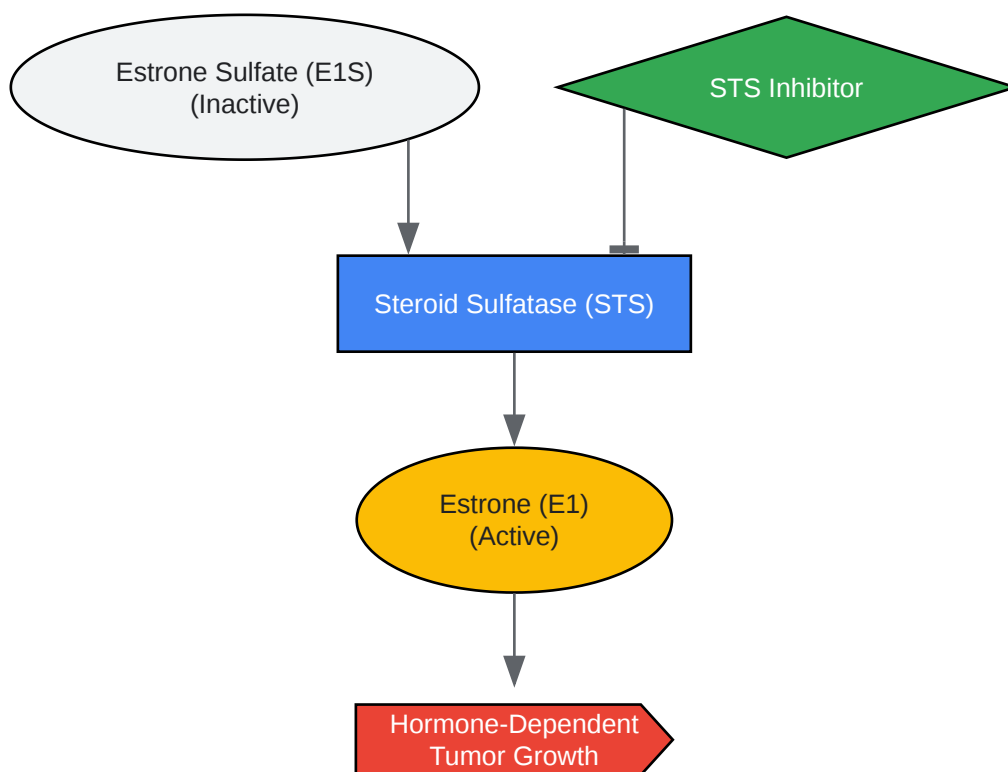 Estrone Sulfate (E1S)
(Inactive)
STS Inhibitor
Steroid Sulfatase (STS)
Estrone (E1)
(Active)
Hormone-Dependent
Tumor Growth